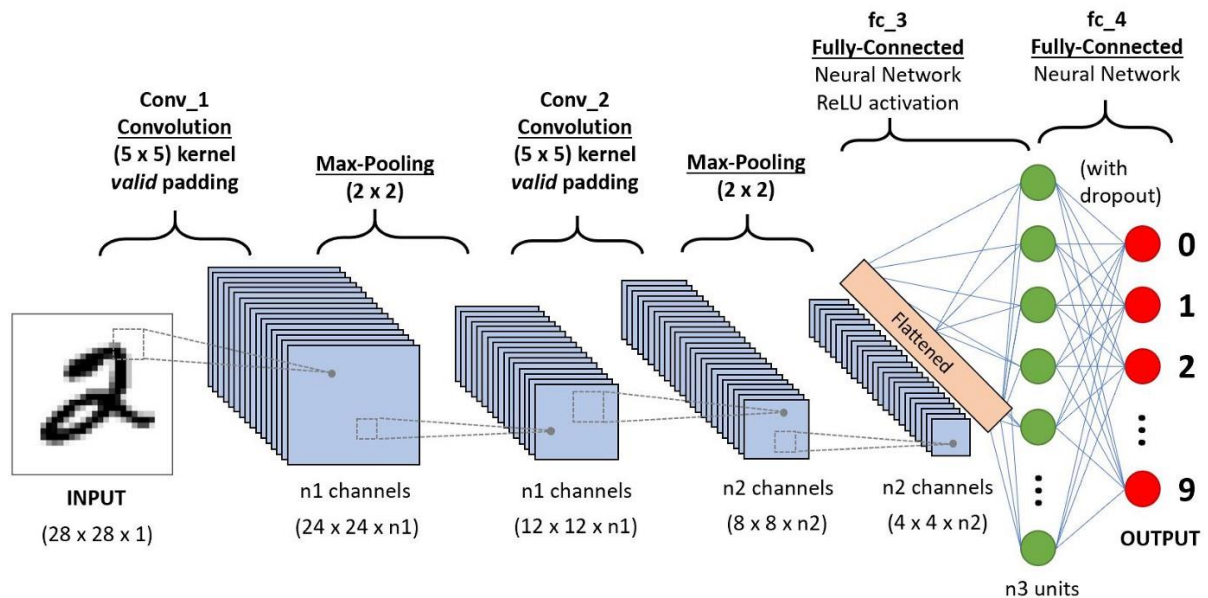 fc_3
Fully-Connected
Neural Network
ReLU activation
fc_4
Fully-Connected
Neural Network
Conv_1
Convolution
(5 x 5) kernel
valid padding
Max-Pooling
(2 x 2)
Conv_2
Convolution
(5 x 5) kernel
valid padding
Max-Pooling
(2 x 2)
(with
dropout)
Flattened
0
1
2
9
OUTPUT
INPUT
(28 x 28 x 1)
n1 channels
(24 x 24 x n1)
n1 channels
(12 x 12 x n1)
n2 channels
(8 x 8 x n2)
n2 channels
(4 x 4 x n2)
n3 units
2